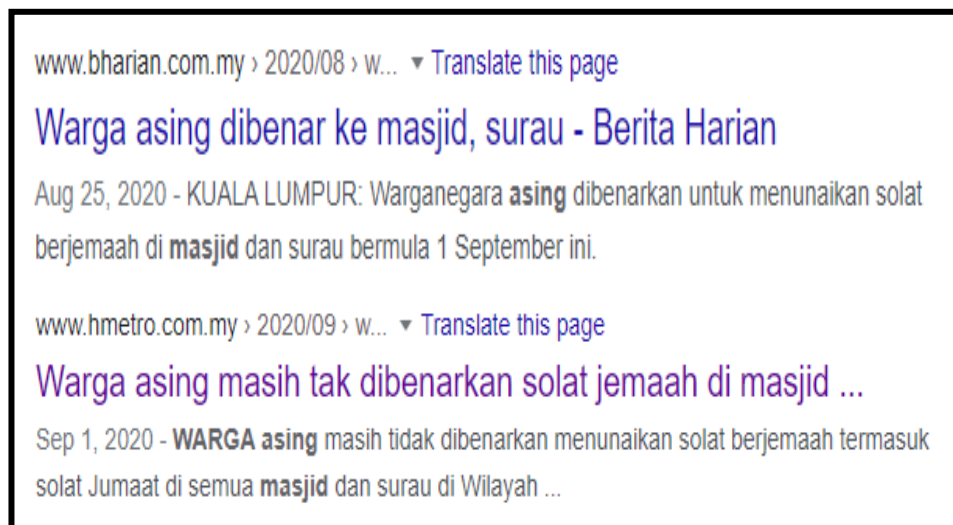 www.bharian.com.my › 2020/08 › w... ▼ Translate this page
Warga asing dibenar ke masjid, surau - Berita Harian
Aug 25, 2020 - KUALA LUMPUR: Warganegara asing dibenarkan untuk menunaikan solat
berjemaah di masjid dan surau bermula 1 September ini.
www.hmetro.com.my › 2020/09 › w... ▼ Translate this page
Warga asing masih tak dibenarkan solat jemaah di masjid ...
Sep 1, 2020 - WARGA asing masih tidak dibenarkan menunaikan solat berjemaah termasuk
solat Jumaat di semua masjid dan surau di Wilayah ...